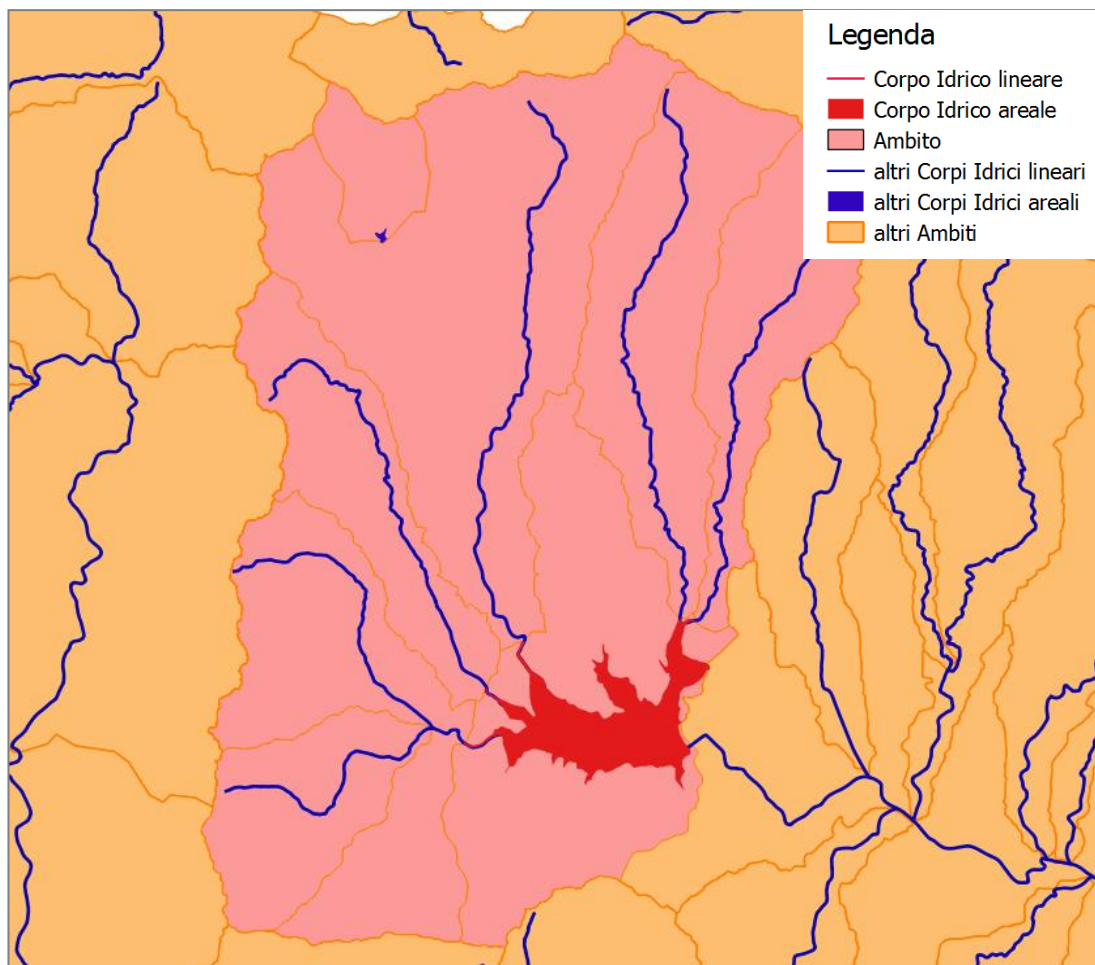 Legenda
Corpo Idrico lineare
Corpo Idrico areale
Ambito
altri Corpi Idrici lineari
altri Corpi Idrici areali
altri Ambiti